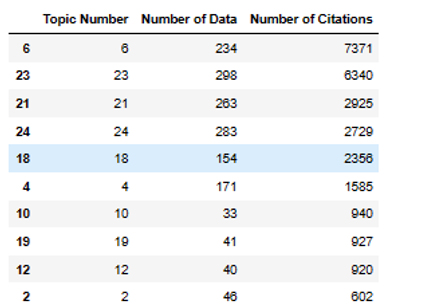 Topic Number Number of Data Number of Citations
6 6 234 7371
23 23 298 6340
21 21 263 2925
24 24 283 2729
18 18 154 2356
4 4 171 1585
10 10 33 940
19 19 41 927
12 12 40 920
2 2 46 602